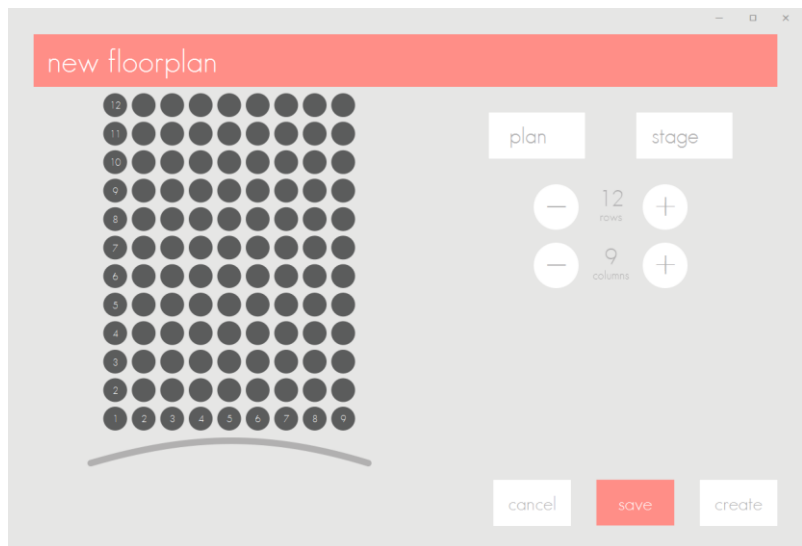 new floorplan
12
11
10
9
8
7
6
5
4
3
2
1 2 3 4 5 6 7 8 9
plan stage
12
rows
9
columns
cancel save create